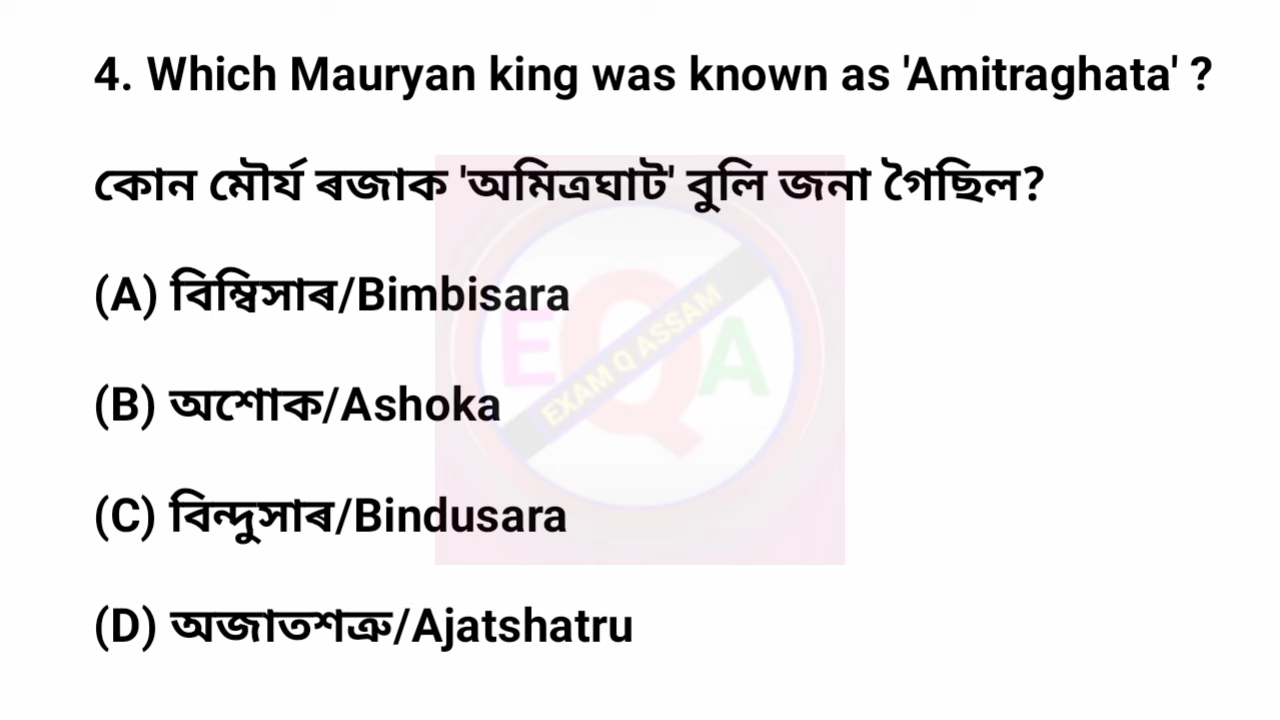 4. Which Mauryan king was known as 'Amitraghata' ?
কোন মৌৰ্য ৰজাক 'অমিত্ৰঘাট' বুলি জনা গৈছিল?
(A) বিম্বিসাৰ/Bimbisara
(B) অশোক/Ashoka
(C) বিন্দুসাৰ/Bindusara
(D) অজাতশত্ৰু/Ajatshatru
EQA
EXAM Q ASSAM